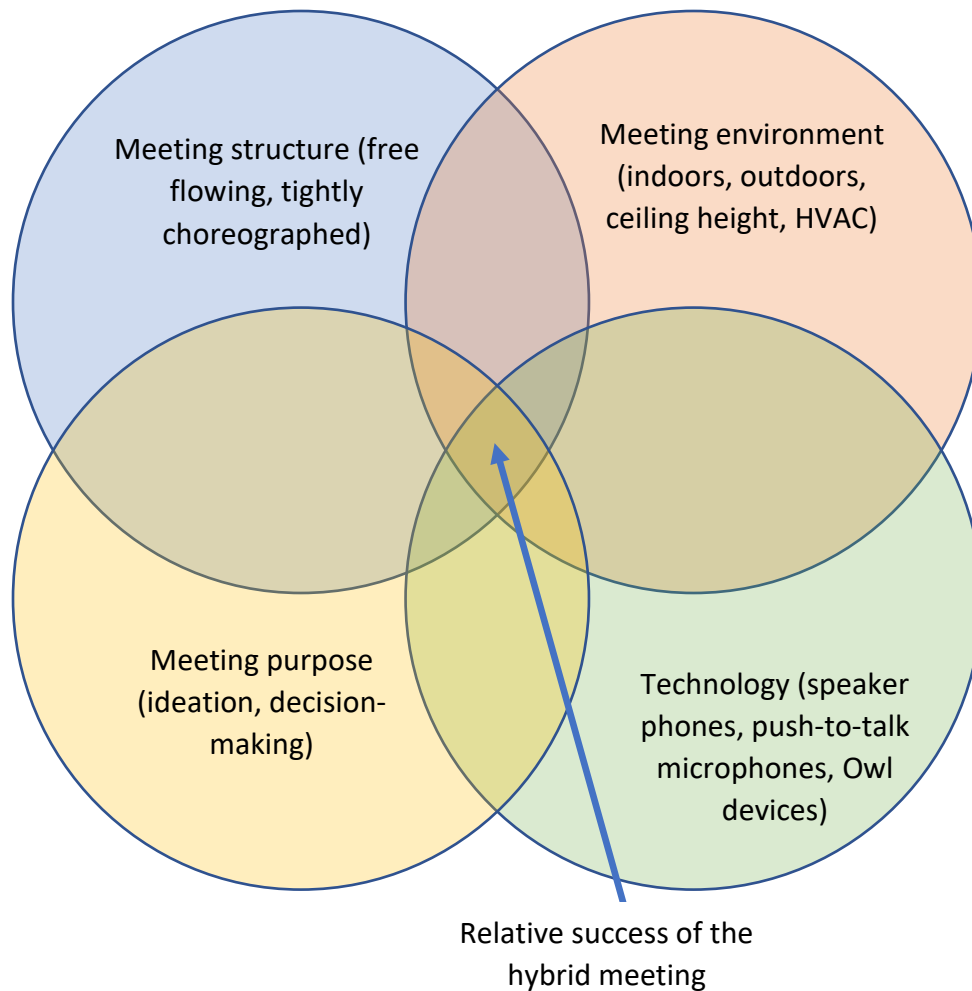 Meeting structure (free
flowing, tightly
choreographed)
Meeting environment
(indoors, outdoors,
ceiling height, HVAC)
Meeting purpose
(ideation, decision-
making)
Technology (speaker
phones, push-to-talk
microphones, Owl
devices)
Relative success of the
hybrid meeting